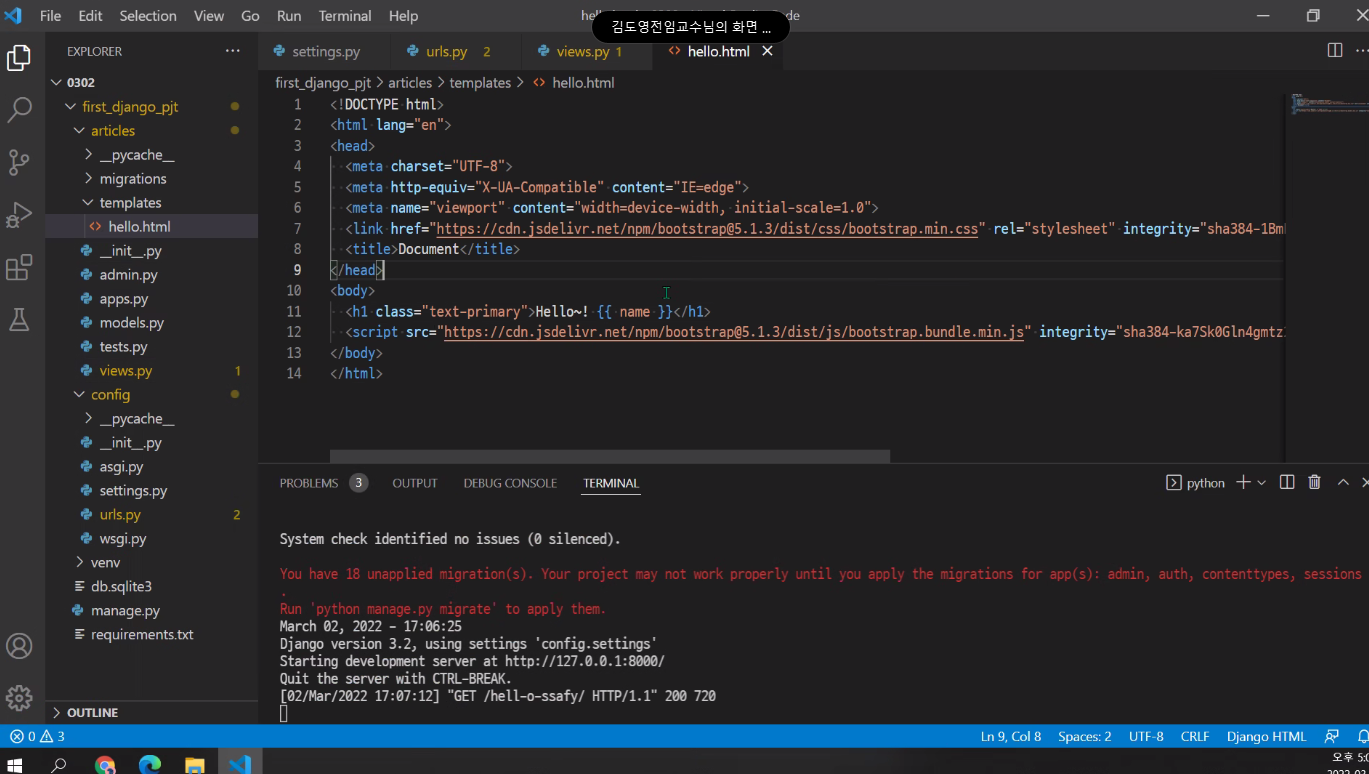 File Edit Selection View Go Run Terminal Help
김도영전임교수님의 화면 ...
EXPLORER
0302
first_django_pjt
articles
__pycache__
migrations
templates
hello.html
__init__.py
admin.py
apps.py
models.py
tests.py
views.py 1
config
__pycache__
__init__.py
asgi.py
settings.py
urls.py 2
wsgi.py
venv
db.sqlite3
manage.py
requirements.txt
OUTLINE
settings.py urls.py 2 views.py 1 hello.html
first_django_pjt > articles > templates > hello.html
1 <!DOCTYPE html>
2 <html lang="en">
3 <head>
4 <meta charset="UTF-8">
5 <meta http-equiv="X-UA-Compatible" content="IE=edge">
6 <meta name="viewport" content="width=device-width, initial-scale=1.0">
7 <link href="https://cdn.jsdelivr.net/npm/bootstrap@5.1.3/dist/css/bootstrap.min.css" rel="stylesheet" integrity="sha384-1Bm
8 <title>Document</title>
9 </head>
10 <body>
11 <h1 class="text-primary">Hello~! {{ name }}</h1>
12 <script src="https://cdn.jsdelivr.net/npm/bootstrap@5.1.3/dist/js/bootstrap.bundle.min.js" integrity="sha384-ka7Sk0Gln4gmtz
13 </body>
14 </html>
PROBLEMS 3 OUTPUT DEBUG CONSOLE TERMINAL
python
System check identified no issues (0 silenced).
You have 18 unapplied migration(s). Your project may not work properly until you apply the migrations for app(s): admin, auth, contenttypes, sessions
.
Run 'python manage.py migrate' to apply them.
March 02, 2022 - 17:06:25
Django version 3.2, using settings 'config.settings'
Starting development server at http://127.0.0.1:8000/
Quit the server with CTRL-BREAK.
[02/Mar/2022 17:07:12] "GET /hell-o-ssafy/ HTTP/1.1" 200 720
0 3
Ln 9, Col 8 Spaces: 2 UTF-8 CRLF Django HTML
오후 5:0